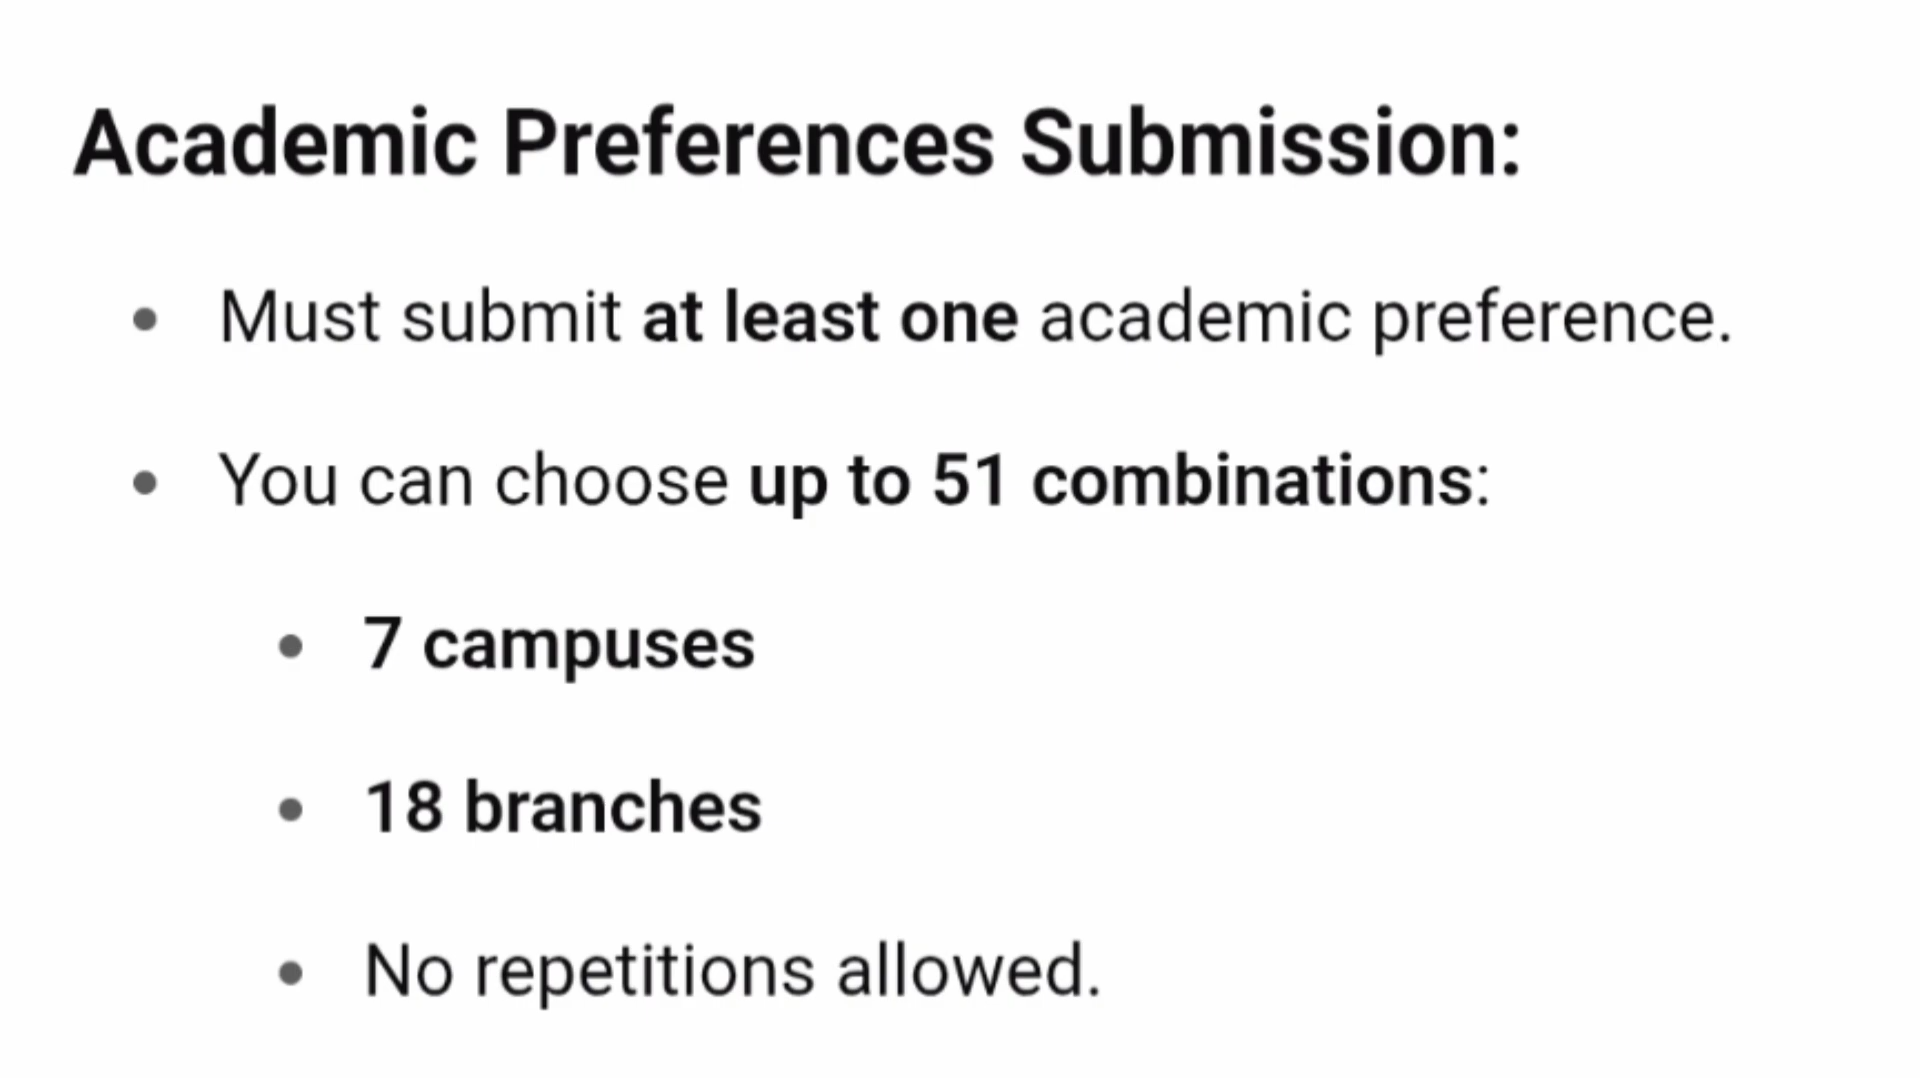 Academic Preferences Submission:
Must submit at least one academic preference.
You can choose up to 51 combinations:
7 campuses
18 branches
No repetitions allowed.